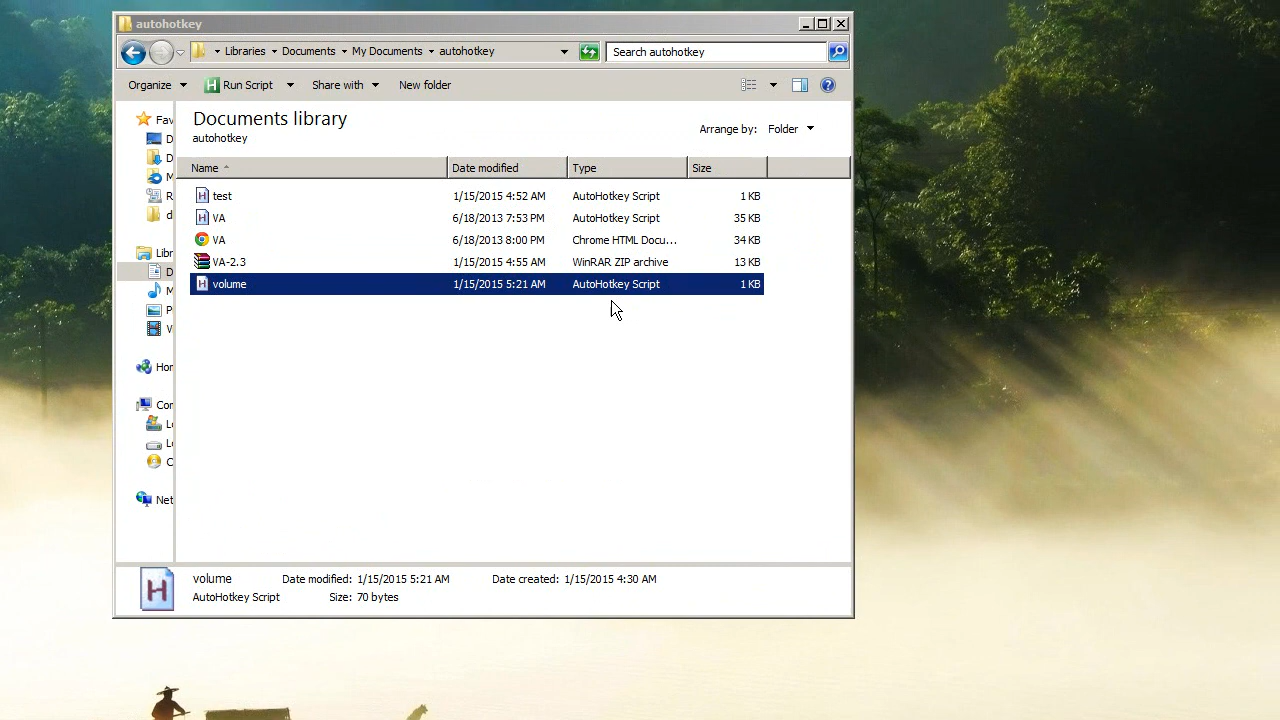 autohotkey
Libraries Documents My Documents autohotkey Search autohotkey
Organize Run Script Share with New folder
Documents library
autohotkey
Arrange by: Folder
Name Date modified Type Size
test 1/15/2015 4:52 AM AutoHotkey Script 1 KB
VA 6/18/2013 7:53 PM AutoHotkey Script 35 KB
VA 6/18/2013 8:00 PM Chrome HTML Docu... 34 KB
VA-2.3 1/15/2015 4:55 AM WinRAR ZIP archive 13 KB
volume 1/15/2015 5:21 AM AutoHotkey Script 1 KB
Fav
D
D
M
R
d
Libr
D
M
P
V
Hor
Cor
L
L
C
Net
volume Date modified: 1/15/2015 5:21 AM Date created: 1/15/2015 4:30 AM
AutoHotkey Script Size: 70 bytes